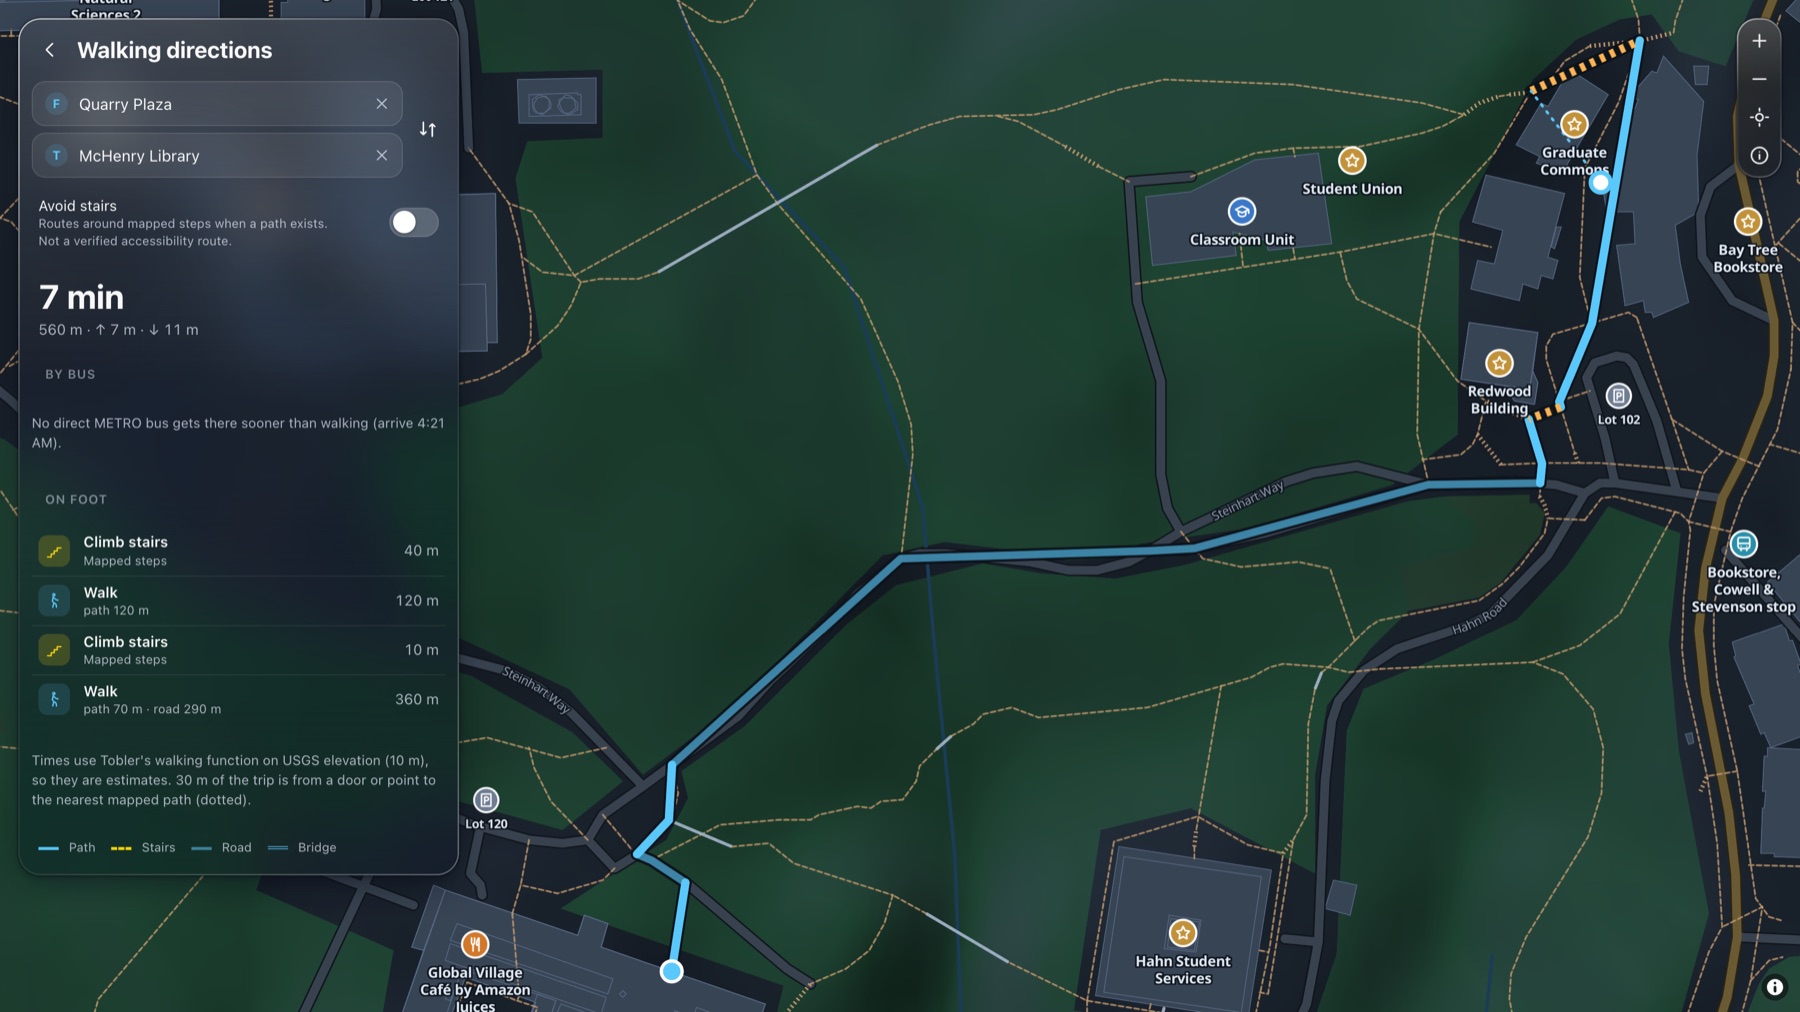 Natural
Sciences 2
Walking directions
F Quarry Plaza
T McHenry Library
Avoid stairs
Routes around mapped steps when a path exists.
Not a verified accessibility route.
7 min
560 m · ↑ 7 m · ↓ 11 m
BY BUS
No direct METRO bus gets there sooner than walking (arrive 4:21
AM).
ON FOOT
Climb stairs
Mapped steps
40 m
Walk
path 120 m
120 m
Climb stairs
Mapped steps
10 m
Walk
path 70 m · road 290 m
360 m
Times use Tobler's walking function on USGS elevation (10 m),
so they are estimates. 30 m of the trip is from a door or point to
the nearest mapped path (dotted).
Path
Stairs
Road
Bridge
Graduate
Commons
Student Union
Classroom Unit
Bay Tree
Bookstore
Redwood
Building
P
Lot 102
Steinhart Way
Bookstore,
Cowell &
Stevenson stop
Hahn Road
Steinhart Way
P
Lot 120
Hahn Student
Services
Global Village
Café by Amazon
Juices